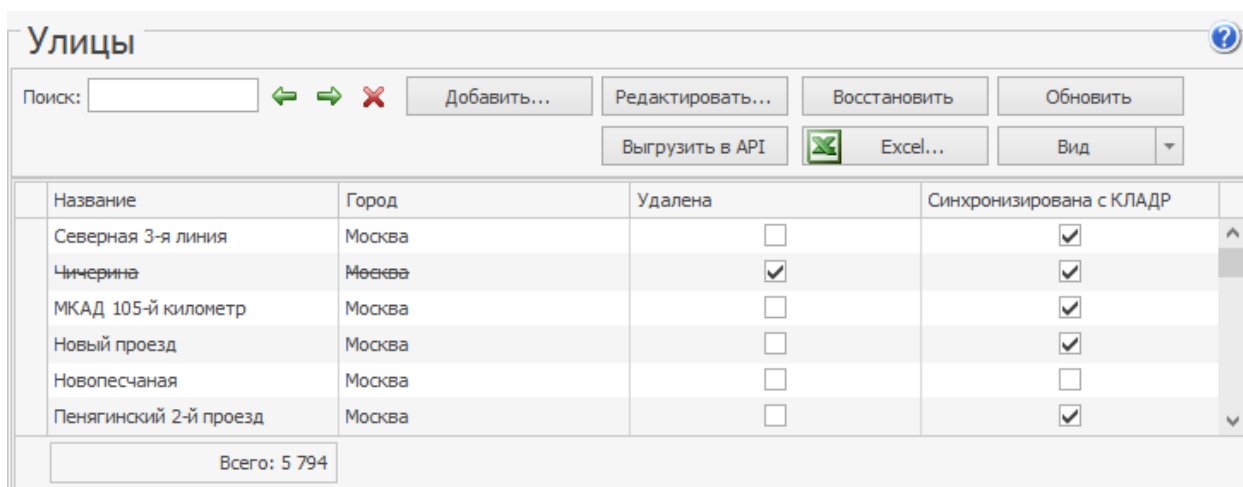 Улицы
Поиск: Добавить... Редактировать... Восстановить Обновить
Выгрузить в API Excel... Вид
Название Город Удалена Синхронизирована с КЛАДР
Северная 3-я линия Москва
Чичерина Москва
МКАД 105-й километр Москва
Новый проезд Москва
Новопесчаная Москва
Пенягинский 2-й проезд Москва
Всего: 5 794